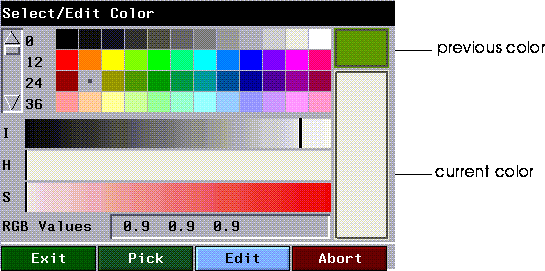 Select/Edit Color
0
previous color
12
24
36
I
H
current color
S
RGB Values 0.9 0.9 0.9
Exit Pick Edit Abort